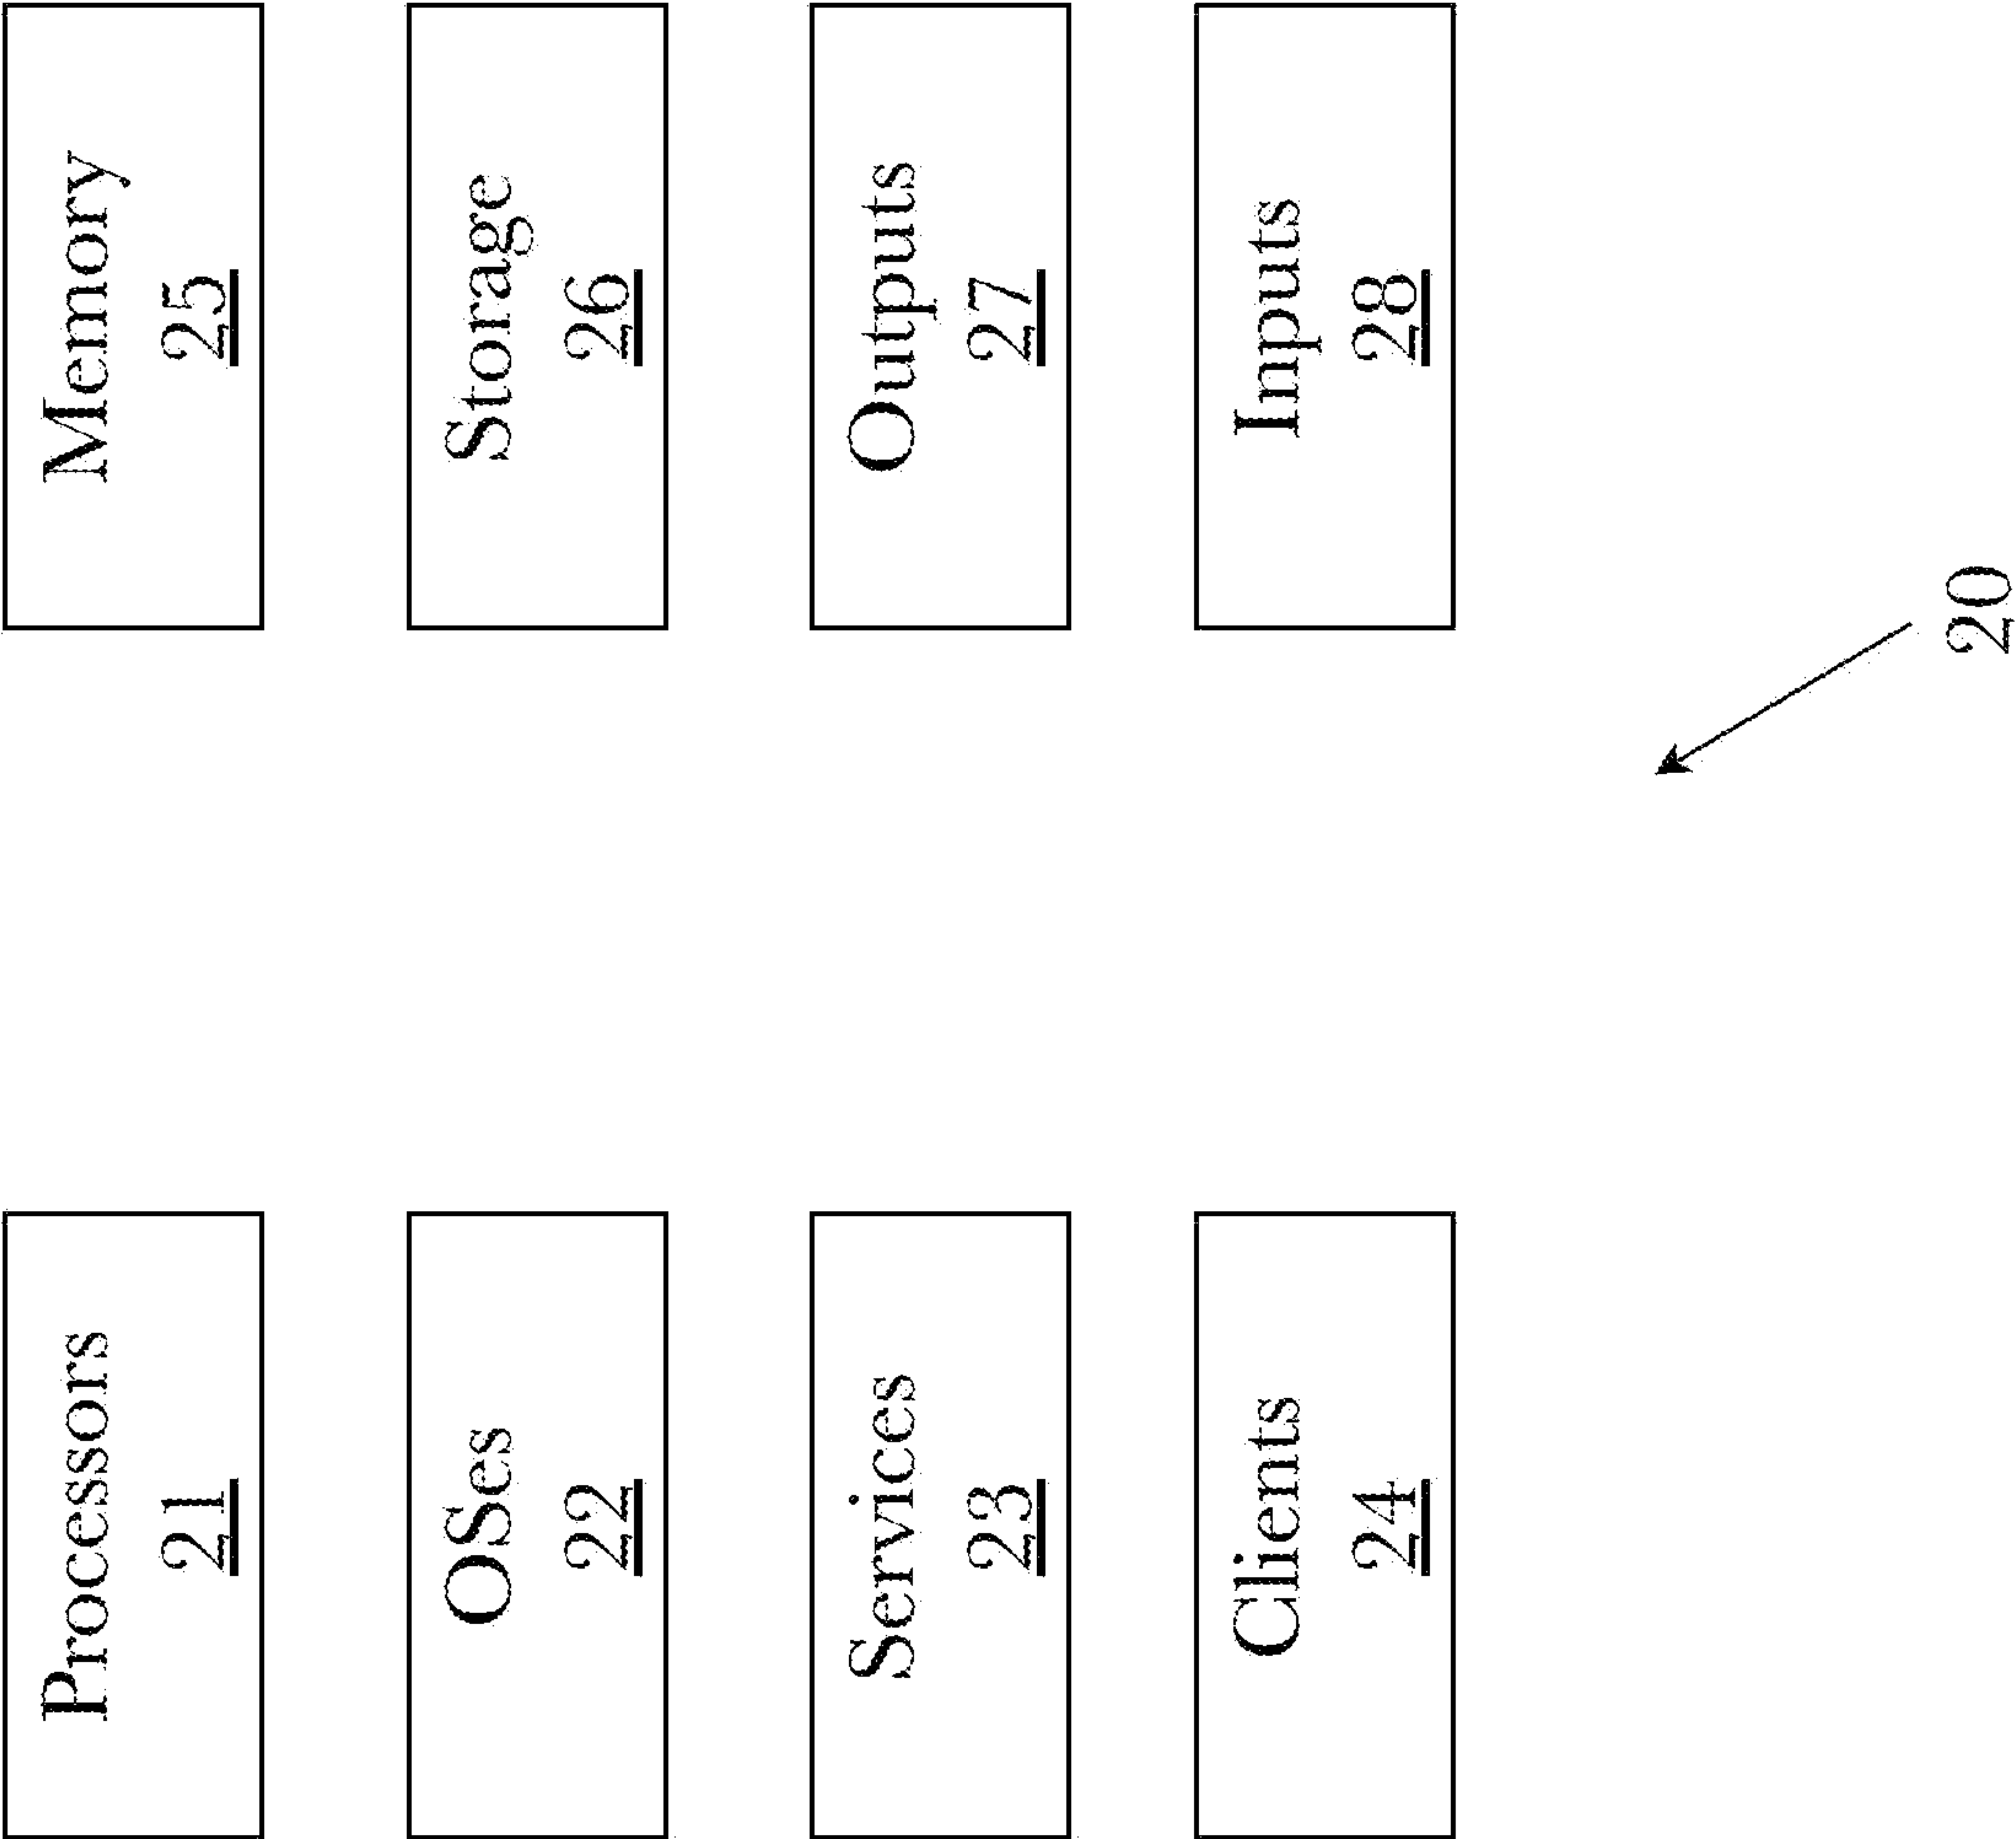 Processors
21
Memory
25
OSes
22
Storage
26
Services
23
Outputs
27
Clients
24
Inputs
28
20